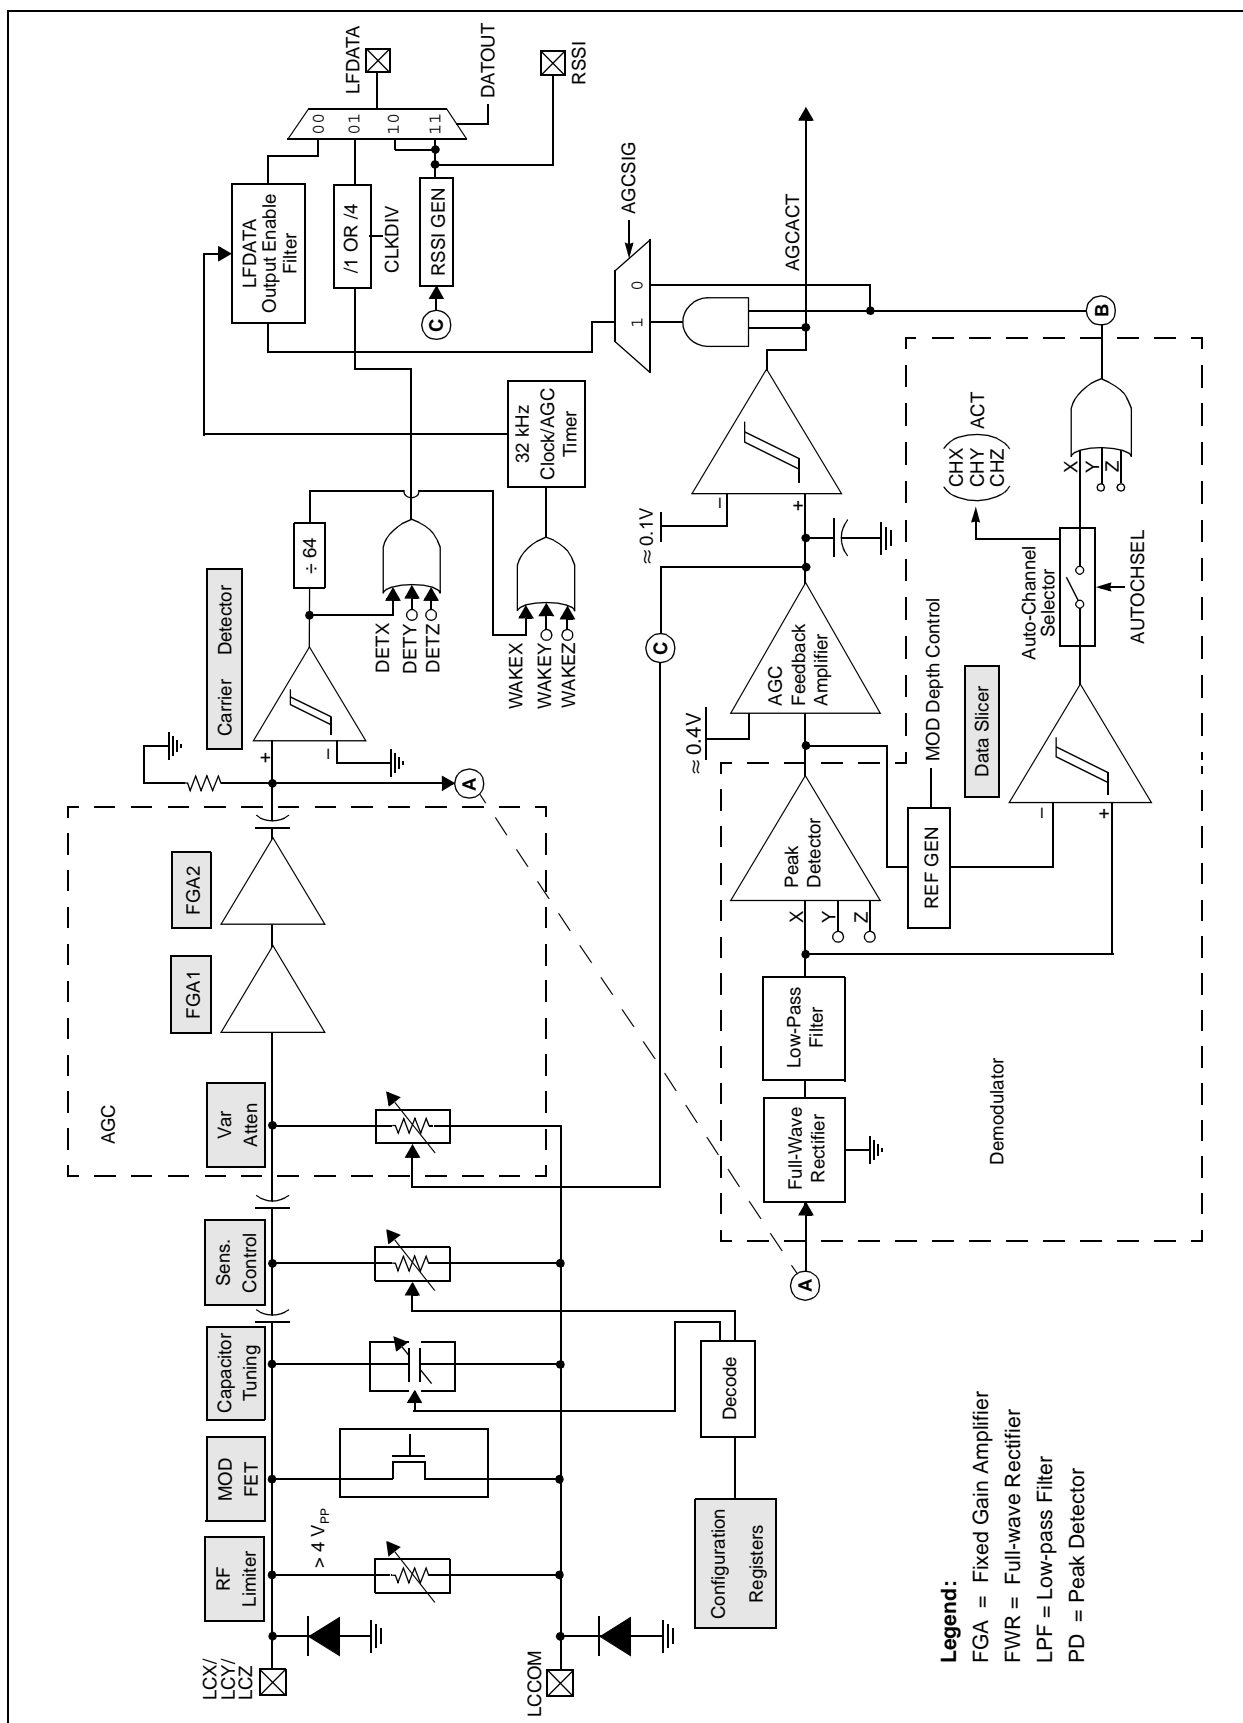 LCX/
LCY/
LCZ
LCCOM
RF
Limiter
> 4 VPP
MOD
FET
Capacitor
Tuning
Sens.
Control
Var
Atten
AGC
FGA1
FGA2
Configuration
Registers
Decode
Carrier Detector
+
–
A
÷ 64
DETX
DETY
DETZ
WAKEX
WAKEY
WAKEZ
32 kHz
Clock/AGC
Timer
LFDATA
Output Enable
Filter
/1 OR /4
CLKDIV
RSSI GEN
C
00
01
10
11
LFDATA
DATOUT
RSSI
AGCSIG
1
0
AGCACT
B
≈ 0.1V
–
+
C
≈ 0.4V
AGC
Feedback
Amplifier
A
Full-Wave
Rectifier
Low-Pass
Filter
Peak
Detector
X
Y
Z
REF GEN
MOD Depth Control
Data Slicer
–
+
Auto-Channel
Selector
AUTOCHSEL
CHX
CHY
CHZ
ACT
X
Y
Z
Demodulator
Legend:
FGA = Fixed Gain Amplifier
FWR = Full-wave Rectifier
LPF = Low-pass Filter
PD = Peak Detector